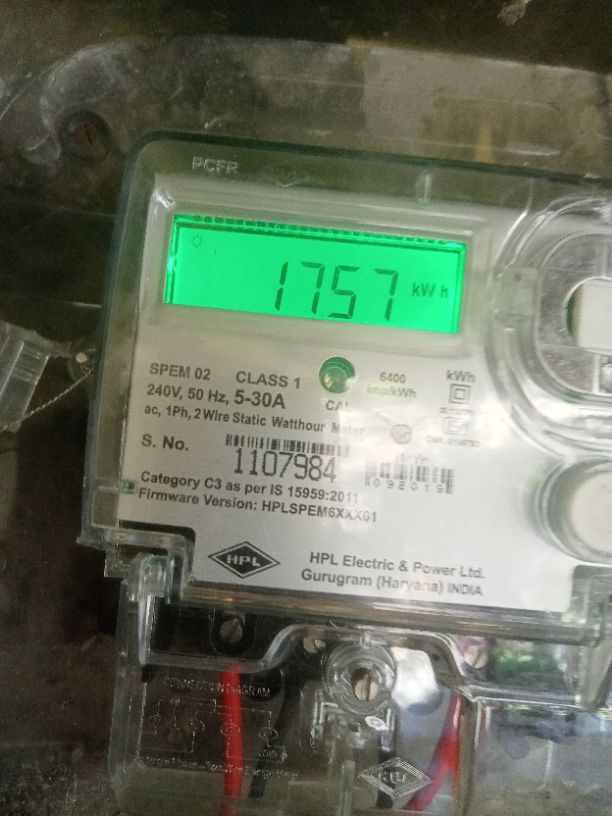 1757 kWh
SPEM 02 CLASS 1
6400 imp/kWh
kWh
240V, 50 Hz, 5-30A
CAL
ac, 1Ph, 2 Wire Static Watthour Meter
S. No.
1107984
Category C3 as per IS 15959:2011
Firmware Version: HPLSPEM6XXX01
HPL
HPL Electric & Power Ltd.
Gurugram (Haryana) INDIA
HPL